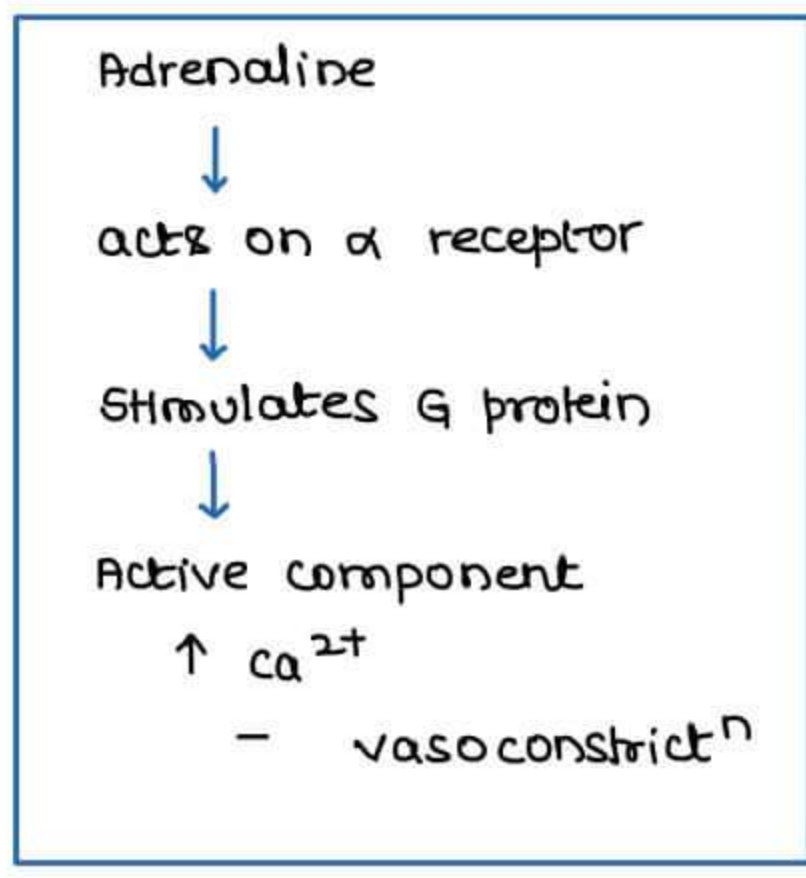 Adrenaline
↓
acts on α receptor
↓
Stimulates G protein
↓
Active component
↑ ca²⁺
- vasoconstrictⁿ